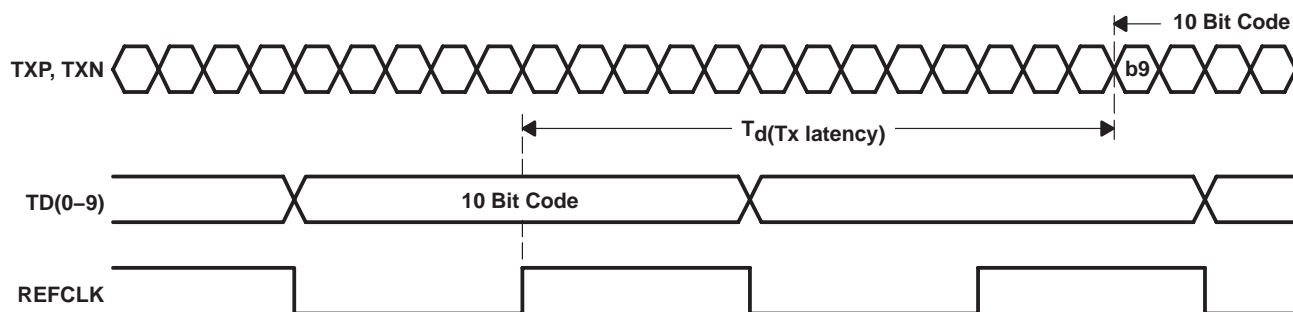 10 Bit Code
TXP, TXN
b9
Td(Tx latency)
TD(0–9)
10 Bit Code
REFCLK